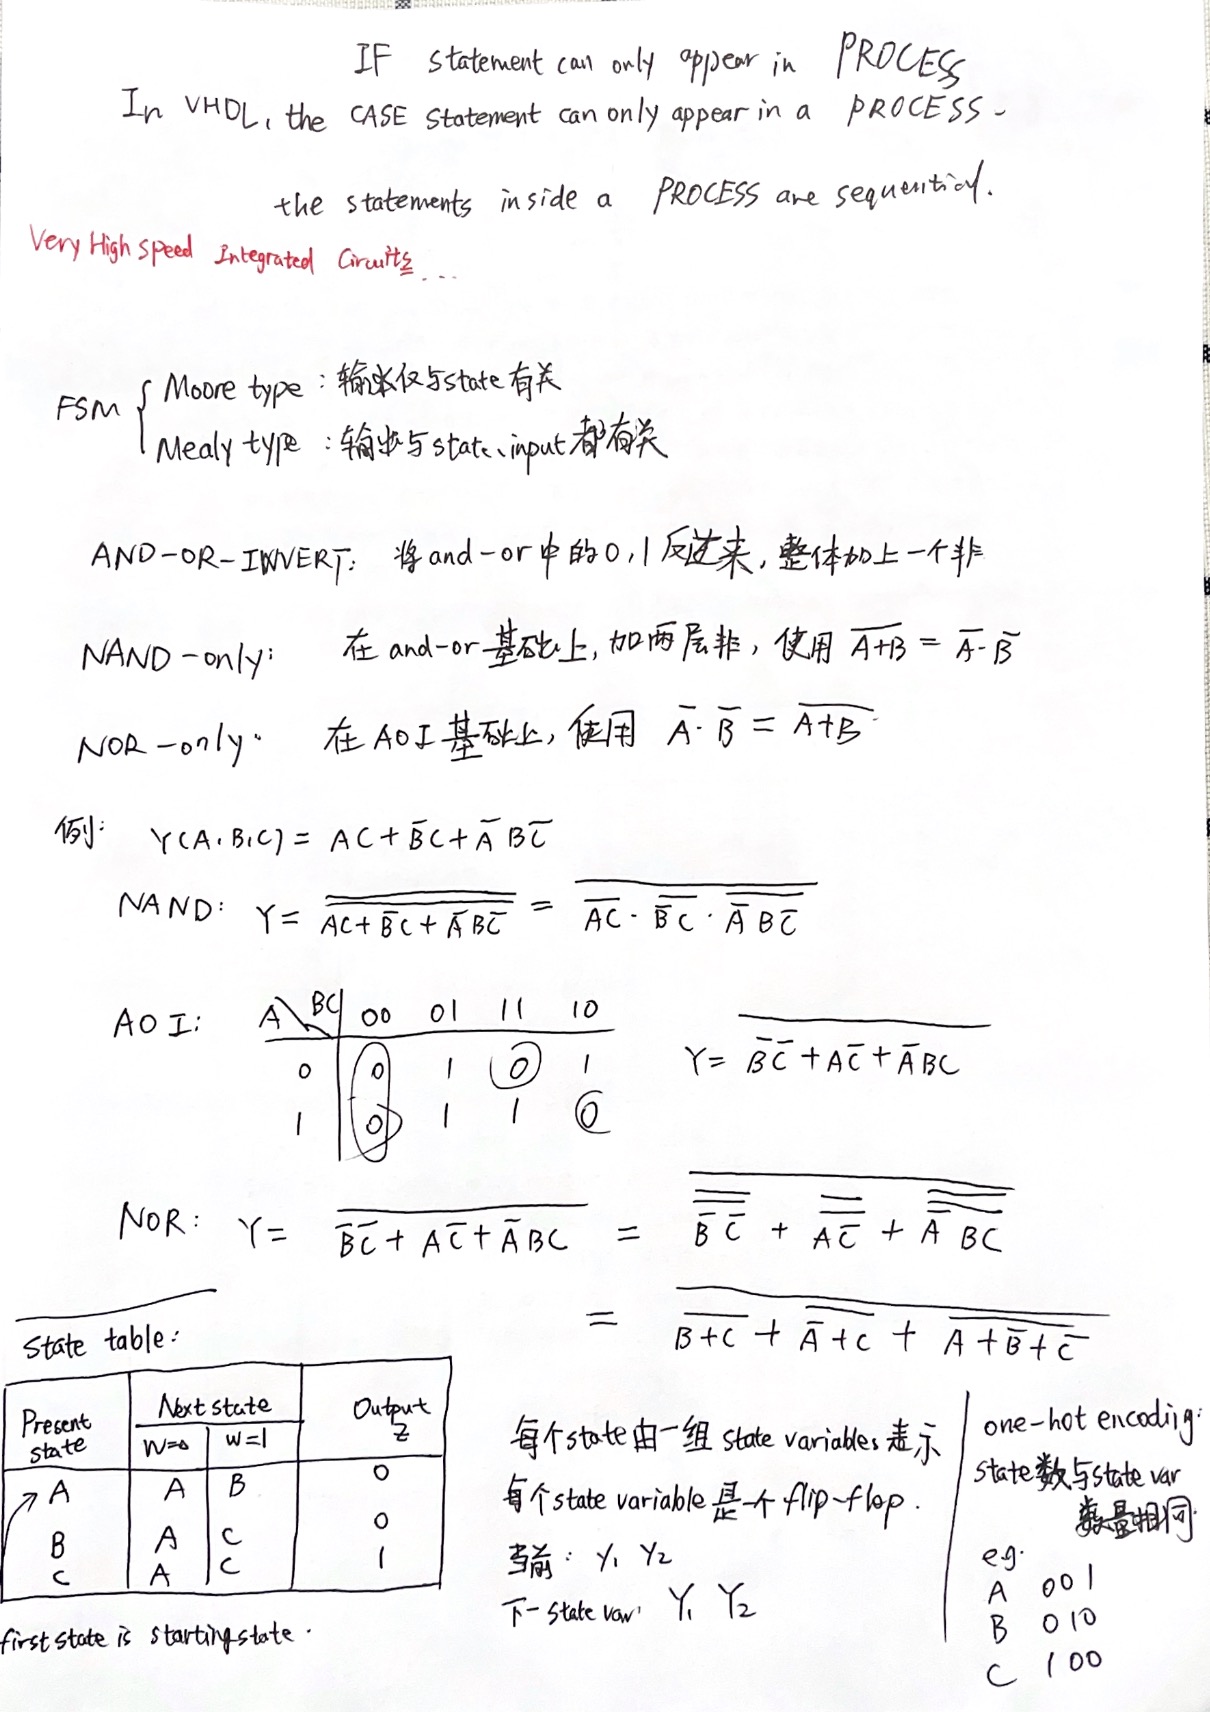 IF statement can only appear in PROCESS
In VHDL, the CASE statement can only appear in a PROCESS.
the statements inside a PROCESS are sequential.
Very High Speed Integrated Circuits...
FSM { Moore type : 输出仅与state有关
Mealy type : 输出与state、input都有关
AND-OR-INVERT: 将and-or中的0,1反过来,整体加上一个非
NAND-only: 在and-or基础上,加两层非,使用 \overline{A+B} = \overline{A}·\overline{B}
NOR-only. 在AOI基础上,使用 \overline{A}·\overline{B} = \overline{A+B}
例: Y(A,B,C) = AC + \overline{B}C + \overline{A}B\overline{C}
NAND: Y = \overline{\overline{AC + \overline{B}C + \overline{A}B\overline{C}}} = \overline{\overline{AC} · \overline{\overline{B}C} · \overline{\overline{A}B\overline{C}}}
AOI: A\BC 00 01 11 10
0 0 1 0 1
1 0 1 1 0
Y = \overline{\overline{B}\overline{C} + A\overline{C} + \overline{A}BC}
NOR: Y = \overline{\overline{B}\overline{C} + A\overline{C} + \overline{A}BC} = \overline{\overline{\overline{\overline{B}\overline{C}}} + \overline{\overline{A\overline{C}}} + \overline{\overline{\overline{A}BC}}}
= \overline{\overline{B+C} + \overline{\overline{A}+C} + \overline{A+\overline{B}+\overline{C}}}
State table:
Present state Next state Output z
W=0 W=1
A A B 0
B A C 0
C A C 1
first state is starting state.
每个state由一组state variables表示
每个state variable是一个flip-flop.
当前: y₁ y₂
下一state var: Y₁ Y₂
one-hot encoding:
state数与state var
数量相同
eg.
A 001
B 010
C 100